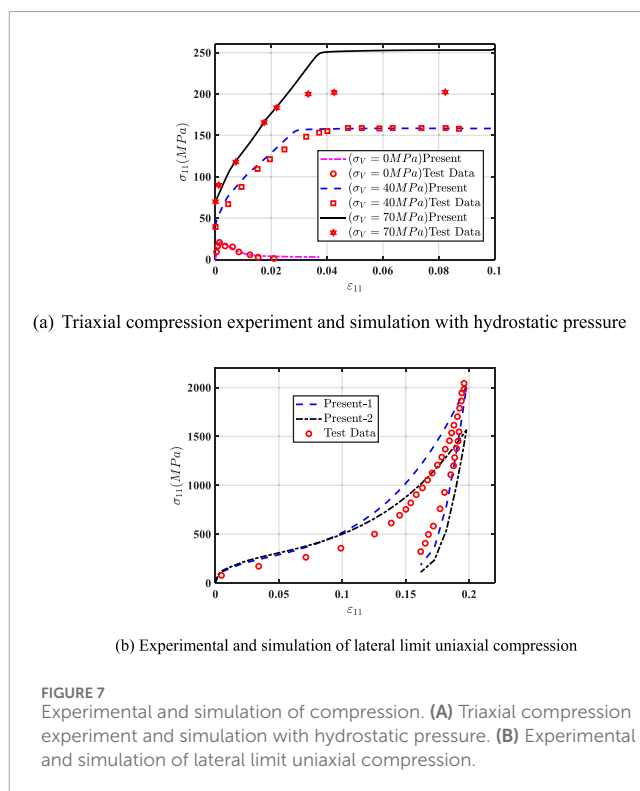 250
200
150
100
50
0
σ₁₁(MPa)
(σV = 0MPa)Present
(σV = 0MPa)Test Data
(σV = 40MPa)Present
(σV = 40MPa)Test Data
(σV = 70MPa)Present
(σV = 70MPa)Test Data
0 0.02 0.04 0.06 0.08 0.1
ε₁₁
(a) Triaxial compression experiment and simulation with hydrostatic pressure
2000
1500
1000
500
0
σ₁₁(MPa)
Present-1
Present-2
Test Data
0 0.05 0.1 0.15 0.2
ε₁₁
(b) Experimental and simulation of lateral limit uniaxial compression
FIGURE 7
Experimental and simulation of compression. (A) Triaxial compression
experiment and simulation with hydrostatic pressure. (B) Experimental
and simulation of lateral limit uniaxial compression.